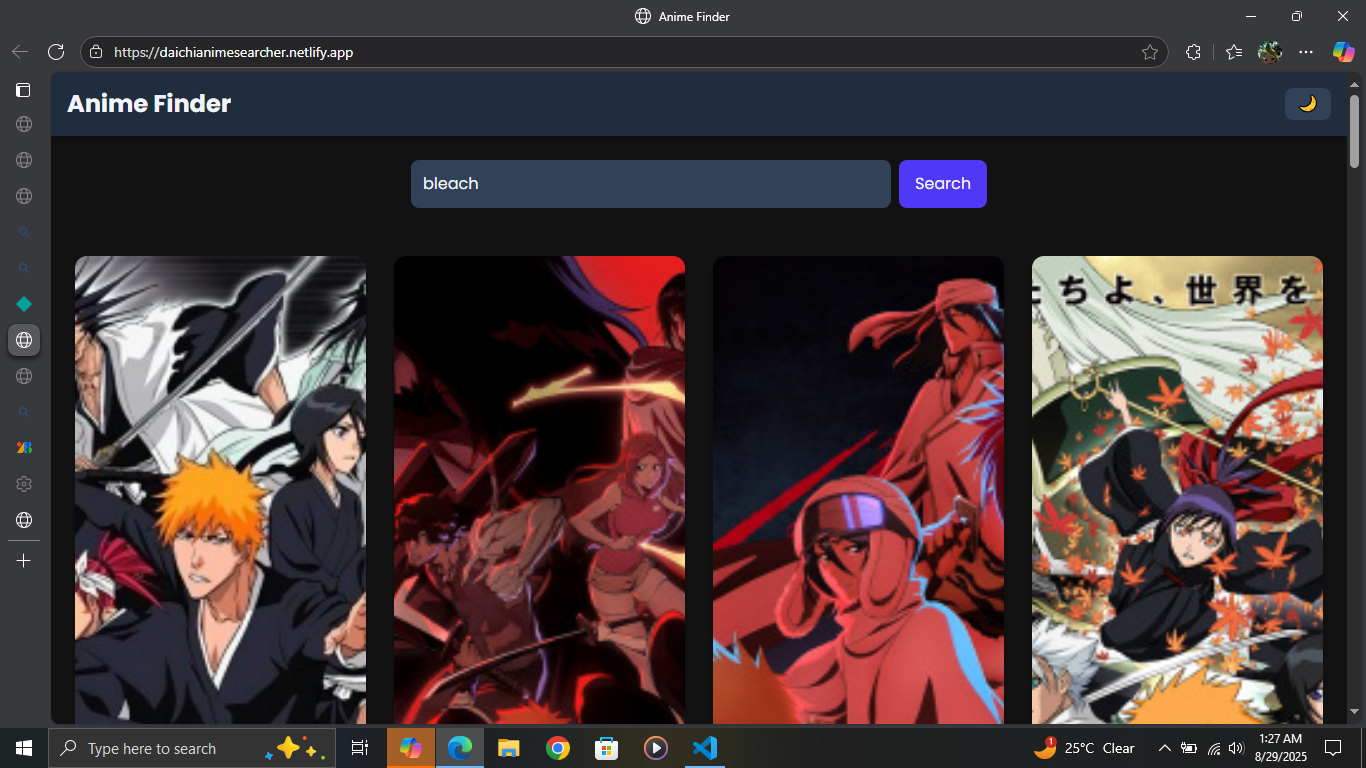 Anime Finder
https://daichianimesearcher.netlify.app
Anime Finder
bleach
Search
たちよ、世界を
Type here to search
1
25°C Clear
1:27 AM
8/29/2025